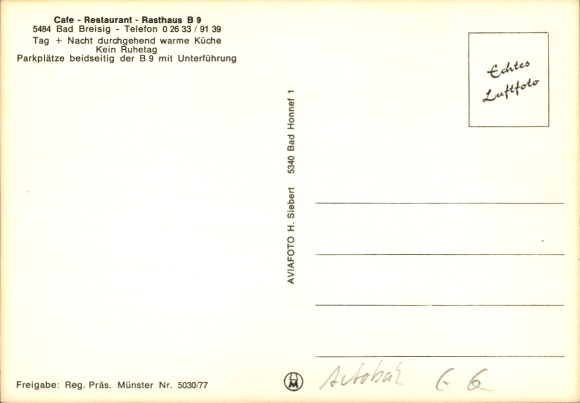 Cafe - Restaurant - Rasthaus B 9
5484 Bad Breisig - Telefon 0 26 33 / 91 39
Tag + Nacht durchgehend warme Küche
Kein Ruhetag
Parkplätze beidseitig der B 9 mit Unterführung
Echtes
Luftfoto
AVIAFOTO H. Siebert 5340 Bad Honnef 1
Freigabe: Reg. Präs. Münster Nr. 5030/77